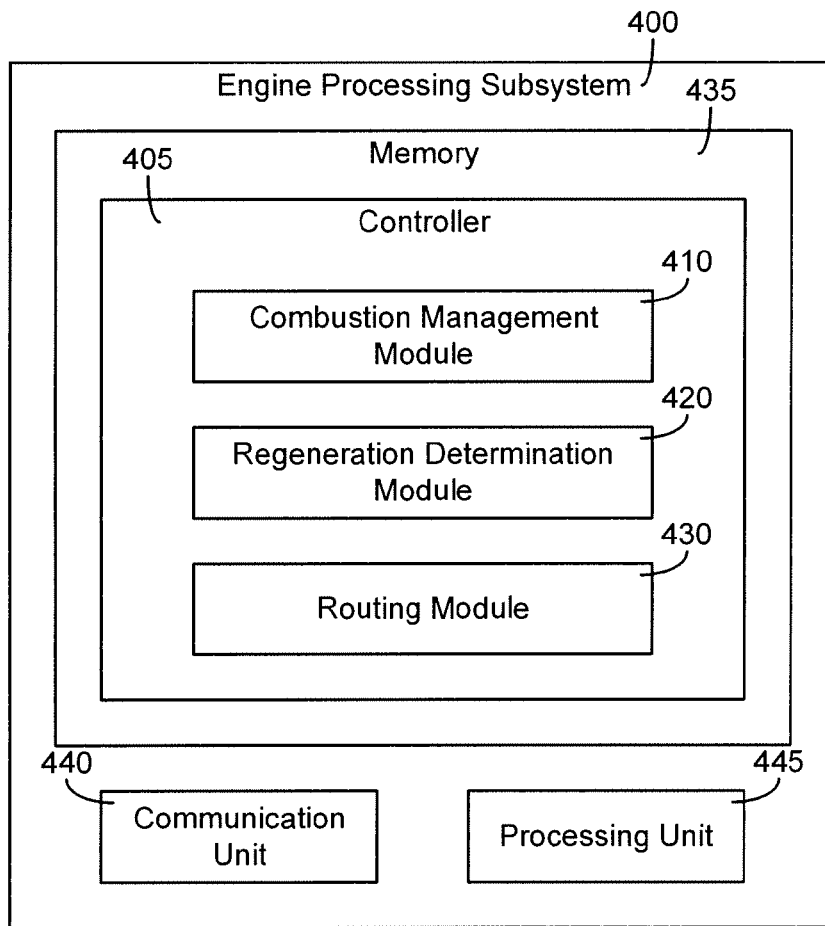 400
Engine Processing Subsystem
435
Memory
405
Controller
410
Combustion Management
Module
420
Regeneration Determination
Module
430
Routing Module
440
445
Communication
Unit
Processing Unit